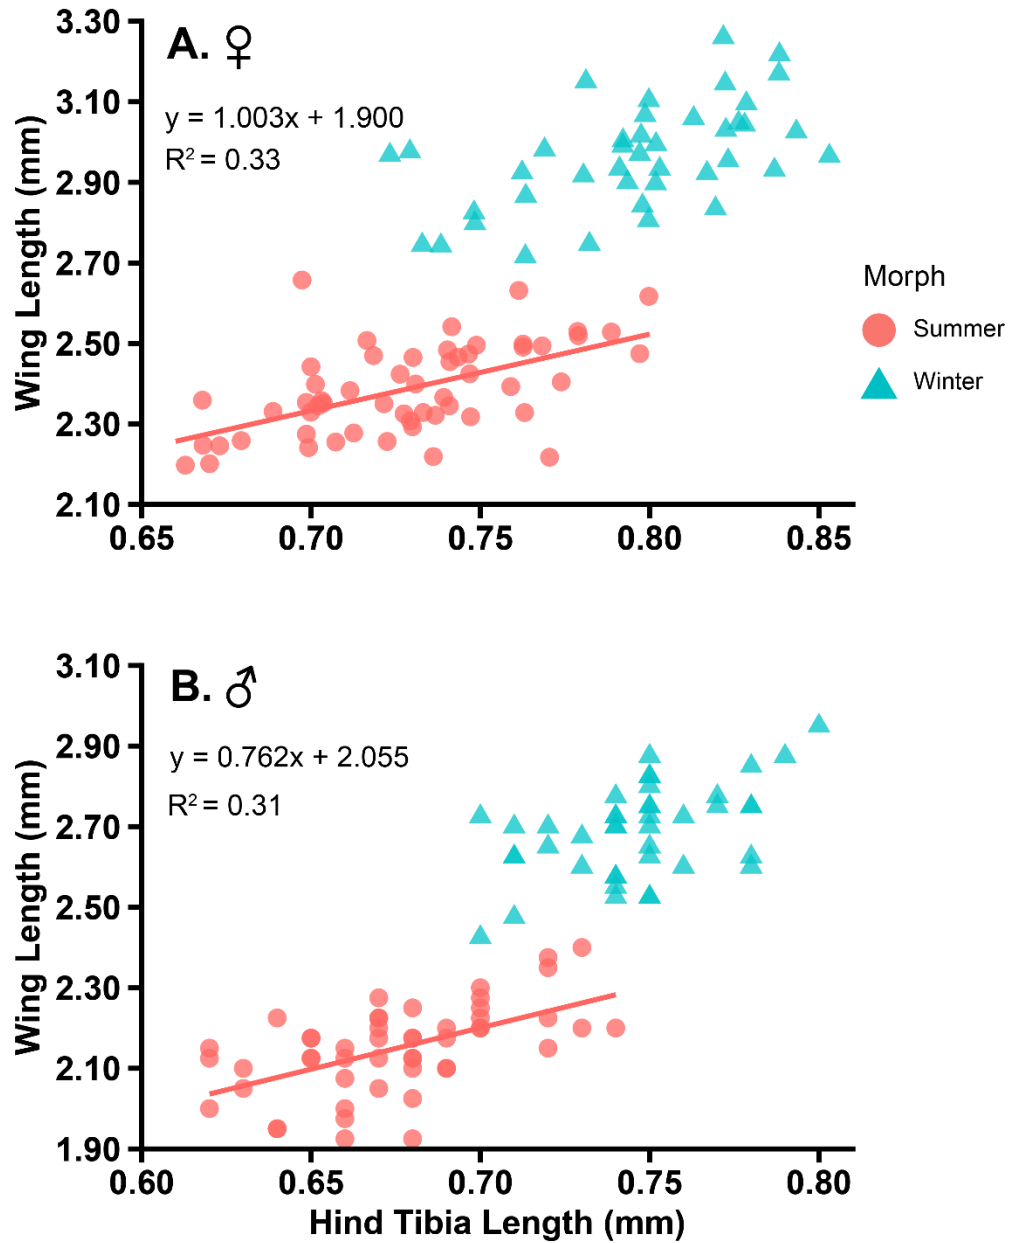 A. ♀
y = 1.003x + 1.900
R² = 0.33
Wing Length (mm)
3.30
3.10
2.90
2.70
2.50
2.30
2.10
0.65 0.70 0.75 0.80 0.85
Morph
Summer
Winter
B. ♂
y = 0.762x + 2.055
R² = 0.31
Wing Length (mm)
3.10
2.90
2.70
2.50
2.30
2.10
1.90
0.60 0.65 0.70 0.75 0.80
Hind Tibia Length (mm)